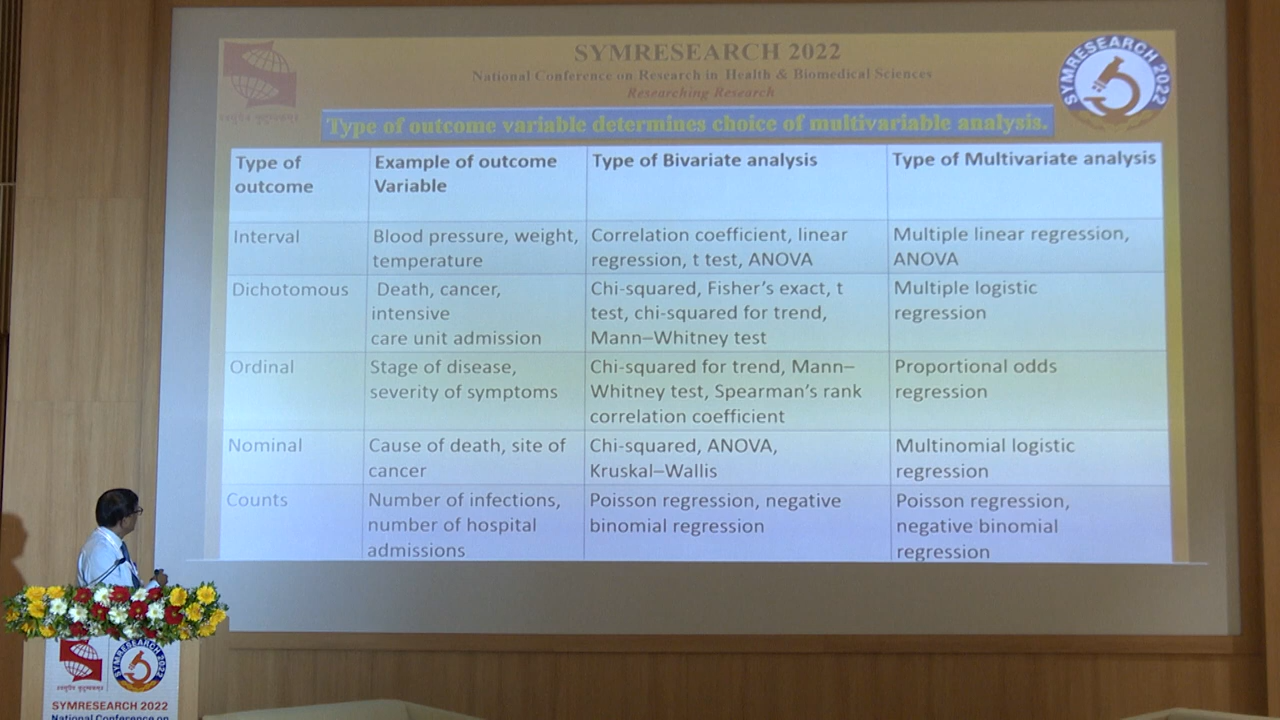 SYMRESEARCH 2022
National Conference on Research in Health & Biomedical Sciences
Researching Research
SYMRESEARCH 2022
Type of outcome variable determines choice of multivariable analysis.
Type of
outcome
Example of outcome
Variable
Type of Bivariate analysis
Type of Multivariate analysis
Interval
Blood pressure, weight,
temperature
Correlation coefficient, linear
regression, t test, ANOVA
Multiple linear regression,
ANOVA
Dichotomous
Death, cancer,
intensive
care unit admission
Chi-squared, Fisher’s exact, t
test, chi-squared for trend,
Mann–Whitney test
Multiple logistic
regression
Ordinal
Stage of disease,
severity of symptoms
Chi-squared for trend, Mann–
Whitney test, Spearman’s rank
correlation coefficient
Proportional odds
regression
Nominal
Cause of death, site of
cancer
Chi-squared, ANOVA,
Kruskal–Wallis
Multinomial logistic
regression
Counts
Number of infections,
number of hospital
admissions
Poisson regression, negative
binomial regression
Poisson regression,
negative binomial
regression
SYMRESEARCH 2022
SYMRESEARCH 2022
National Conference on